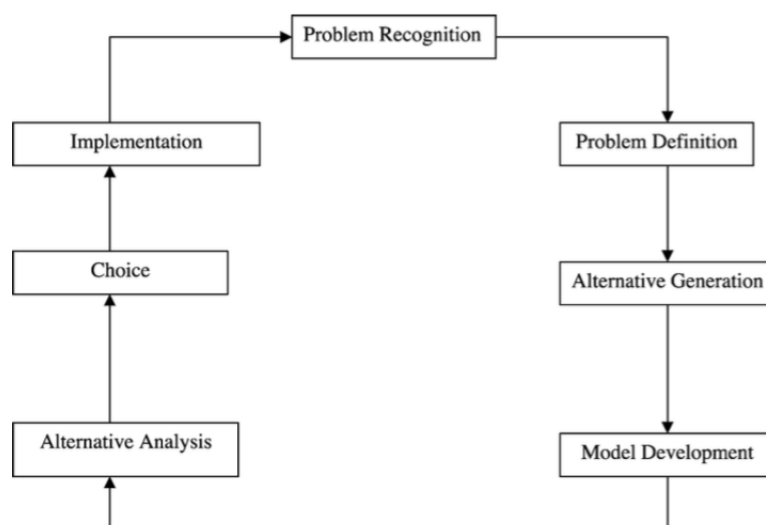 Problem Recognition
Implementation
Problem Definition
Choice
Alternative Generation
Alternative Analysis
Model Development